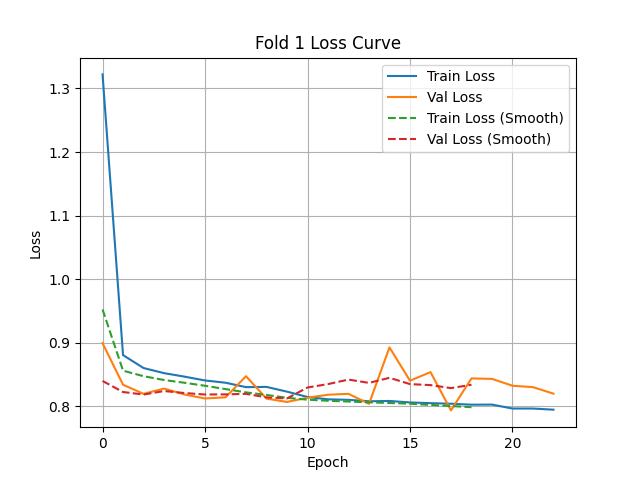 Fold 1 Loss Curve
Train Loss
Val Loss
Train Loss (Smooth)
Val Loss (Smooth)
1.3
1.2
1.1
1.0
0.9
0.8
Loss
0
5
10
15
20
Epoch